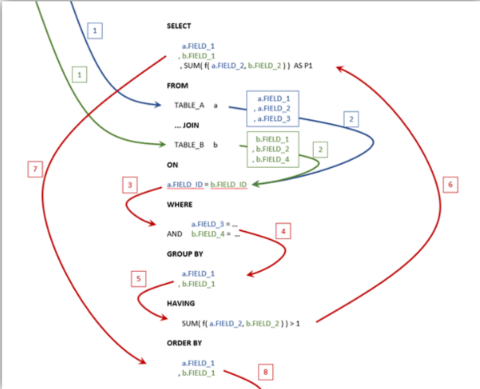 SELECT
1
a.FIELD_1
, b.FIELD_1
, SUM( f( a.FIELD_2, b.FIELD_2 ) ) AS P1
1
FROM
TABLE_A a
a.FIELD_1
, a.FIELD_2
, a.FIELD_3
2
... JOIN
TABLE_B b
b.FIELD_1
, b.FIELD_2
, b.FIELD_4
2
ON
7
3
a.FIELD_ID = b.FIELD_ID
6
WHERE
a.FIELD_3 = ...
AND b.FIELD_4 = ...
4
GROUP BY
a.FIELD_1
, b.FIELD_1
5
HAVING
SUM( f( a.FIELD_2, b.FIELD_2 ) ) > 1
ORDER BY
a.FIELD_1
, b.FIELD_1
8